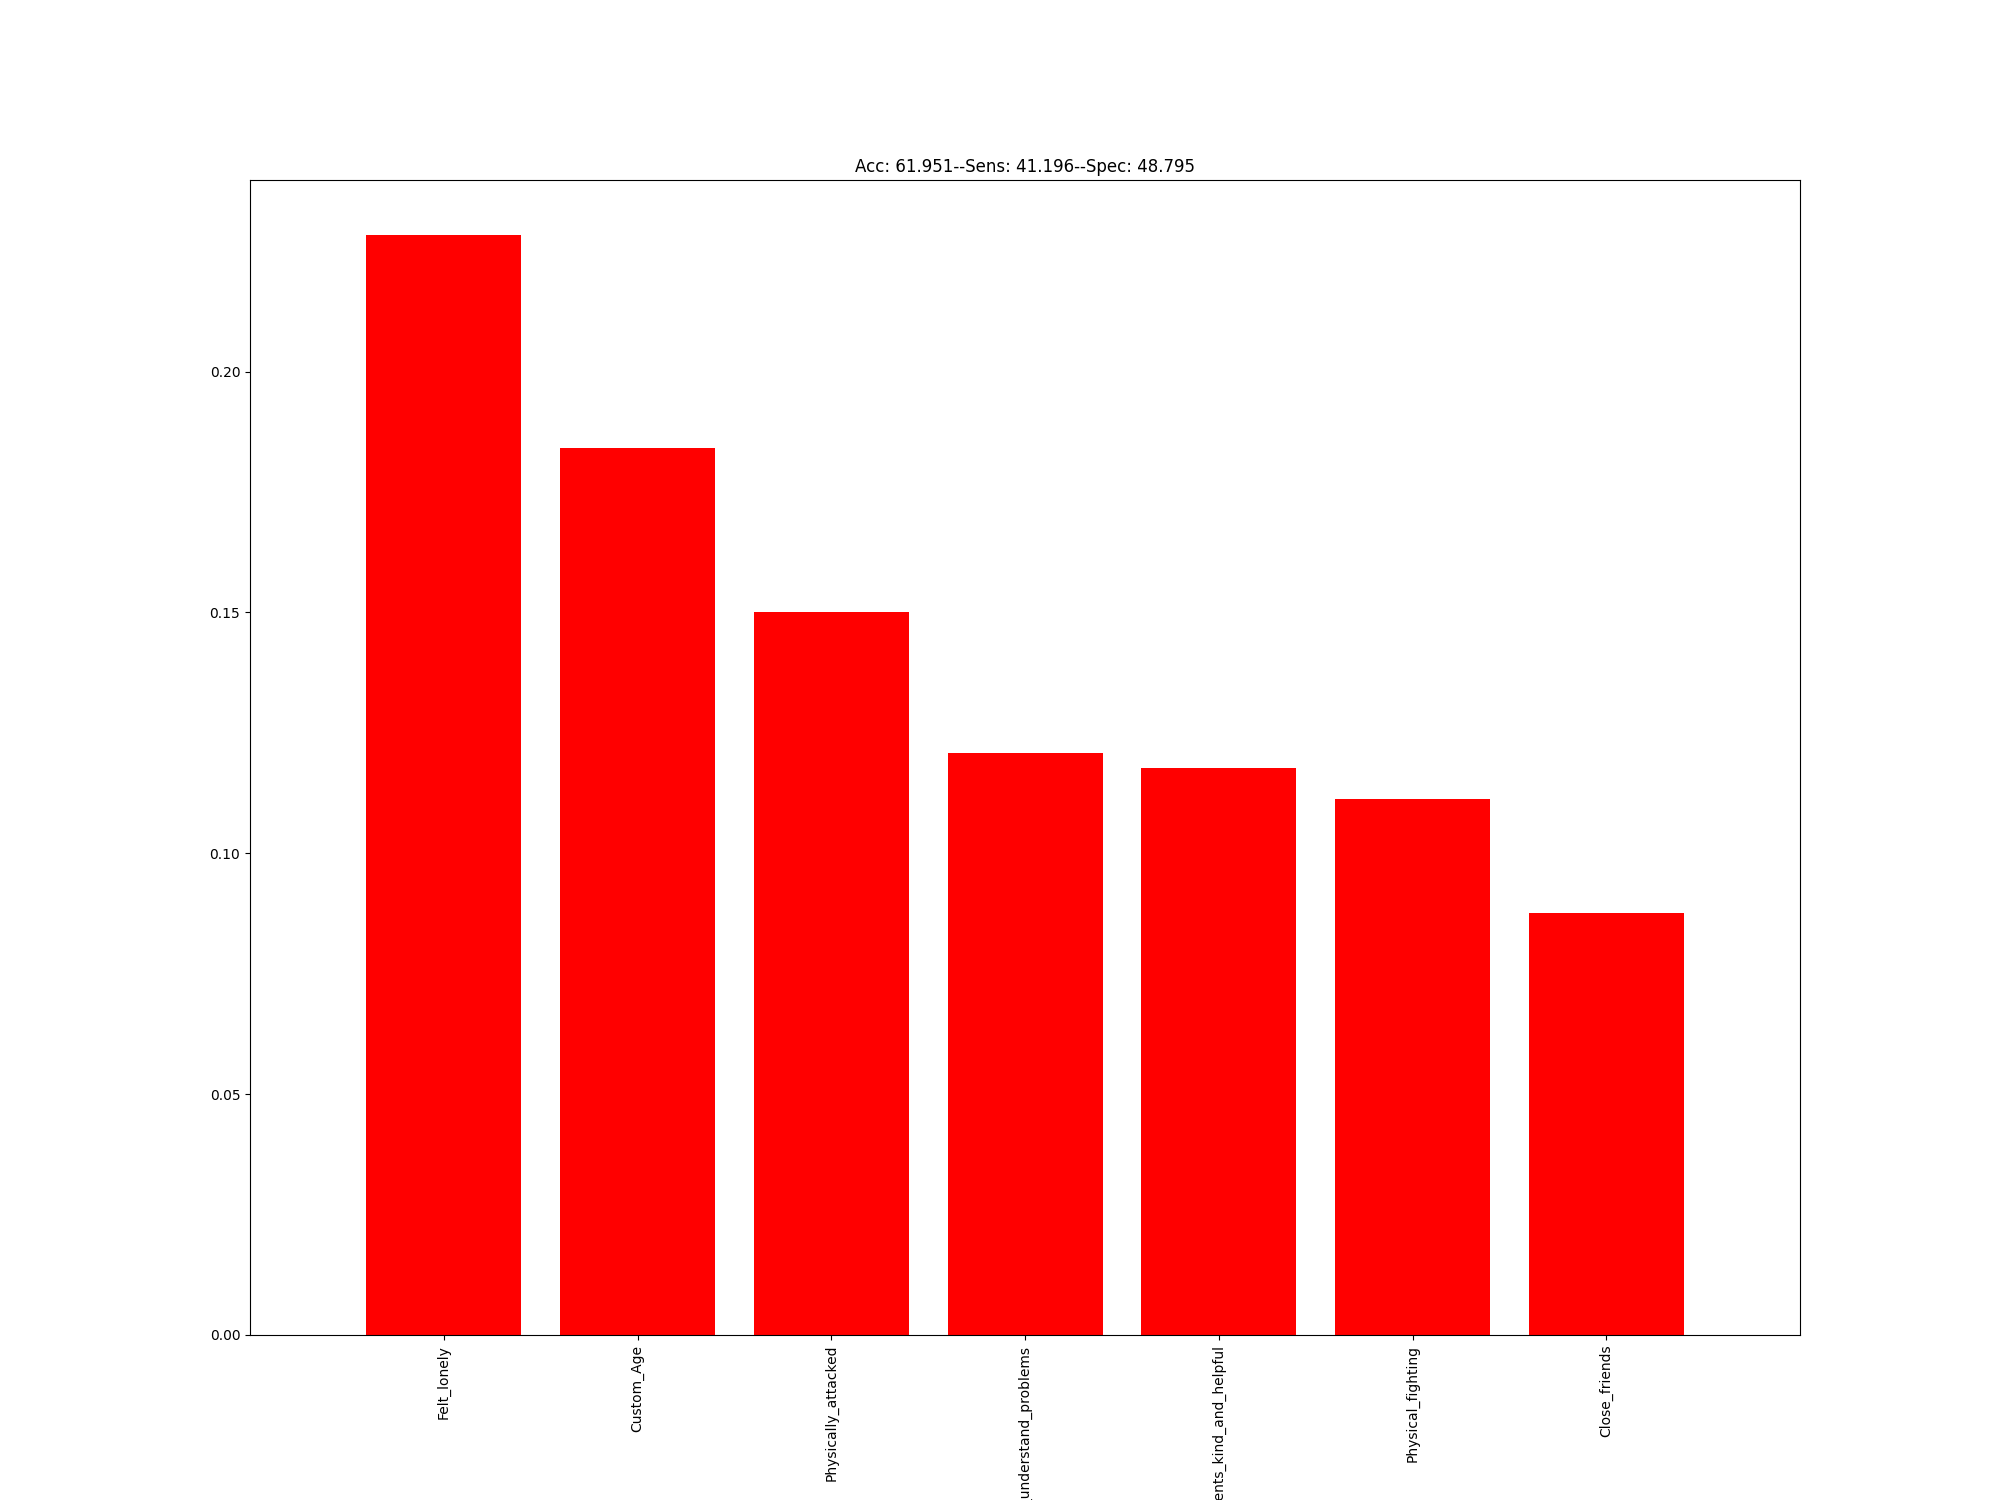 Acc: 61.951--Sens: 41.196--Spec: 48.795
0.20
0.15
0.10
0.05
0.00
Felt_lonely
Custom_Age
Physically_attacked
_understand_problems
ents_kind_and_helpful
Physical_fighting
Close_friends